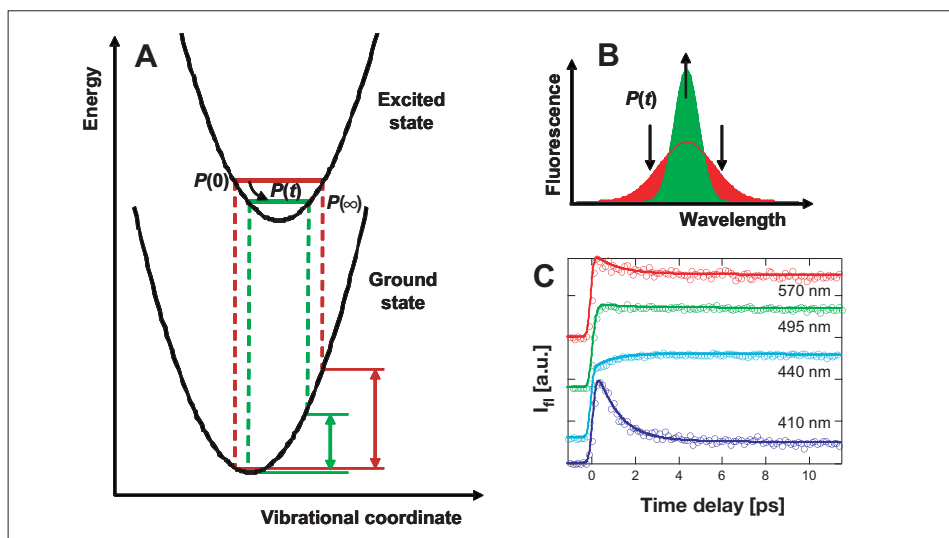 A
Energy
Excited
state
P(0)
P(t)
P(∞)
Ground
state
Vibrational coordinate
B
Fluorescence
P(t)
Wavelength
C
I_fl [a.u.]
570 nm
495 nm
440 nm
410 nm
0 2 4 6 8 10
Time delay [ps]